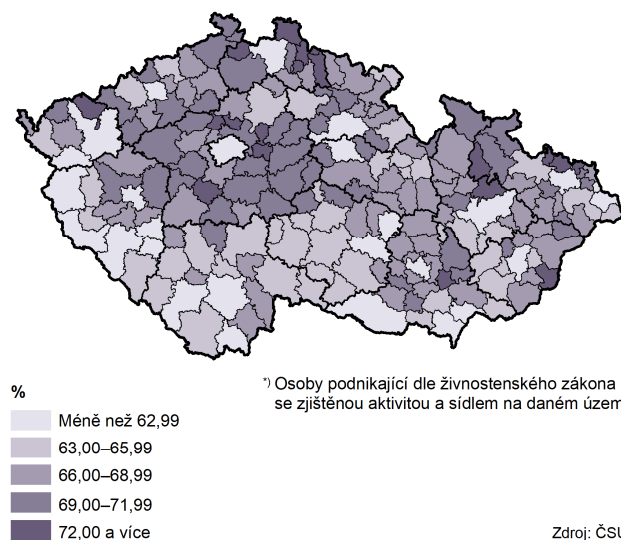 *) Osoby podnikající dle živnostenského zákona
se zjištěnou aktivitou a sídlem na daném územ
%
Méně než 62,99
63,00–65,99
66,00–68,99
69,00–71,99
72,00 a více
Zdroj: ČSÚ